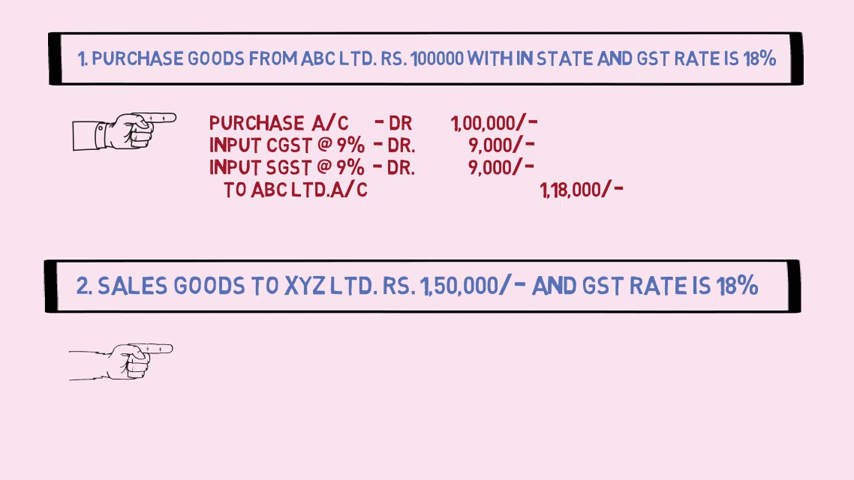 1. PURCHASE GOODS FROM ABC LTD. RS. 100000 WITH IN STATE AND GST RATE IS 18%
PURCHASE A/C - DR 1,00,000/-
INPUT CGST @ 9% - DR. 9,000/-
INPUT SGST @ 9% - DR. 9,000/-
TO ABC LTD.A/C 1,18,000/-
2. SALES GOODS TO XYZ LTD. RS. 1,50,000/- AND GST RATE IS 18%